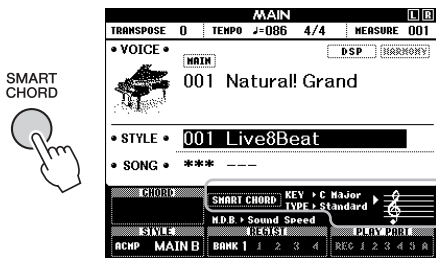 MAIN
L R
TRANSPOSE 0 TEMPO ♩=086 4/4 MEASURE 001
VOICE
DSP HARMONY
MAIN
001 Natural! Grand
SMART
CHORD
STYLE 001 Live8Beat
SONG *** ---
CHORD
SMART CHORD KEY C Major
TYPE Standard
M.D.B. Sound Speed
STYLE REGIST PLAY PART
ACMP MAIN B BANK 1 1 2 3 4 REC 1 2 3 4 5 A